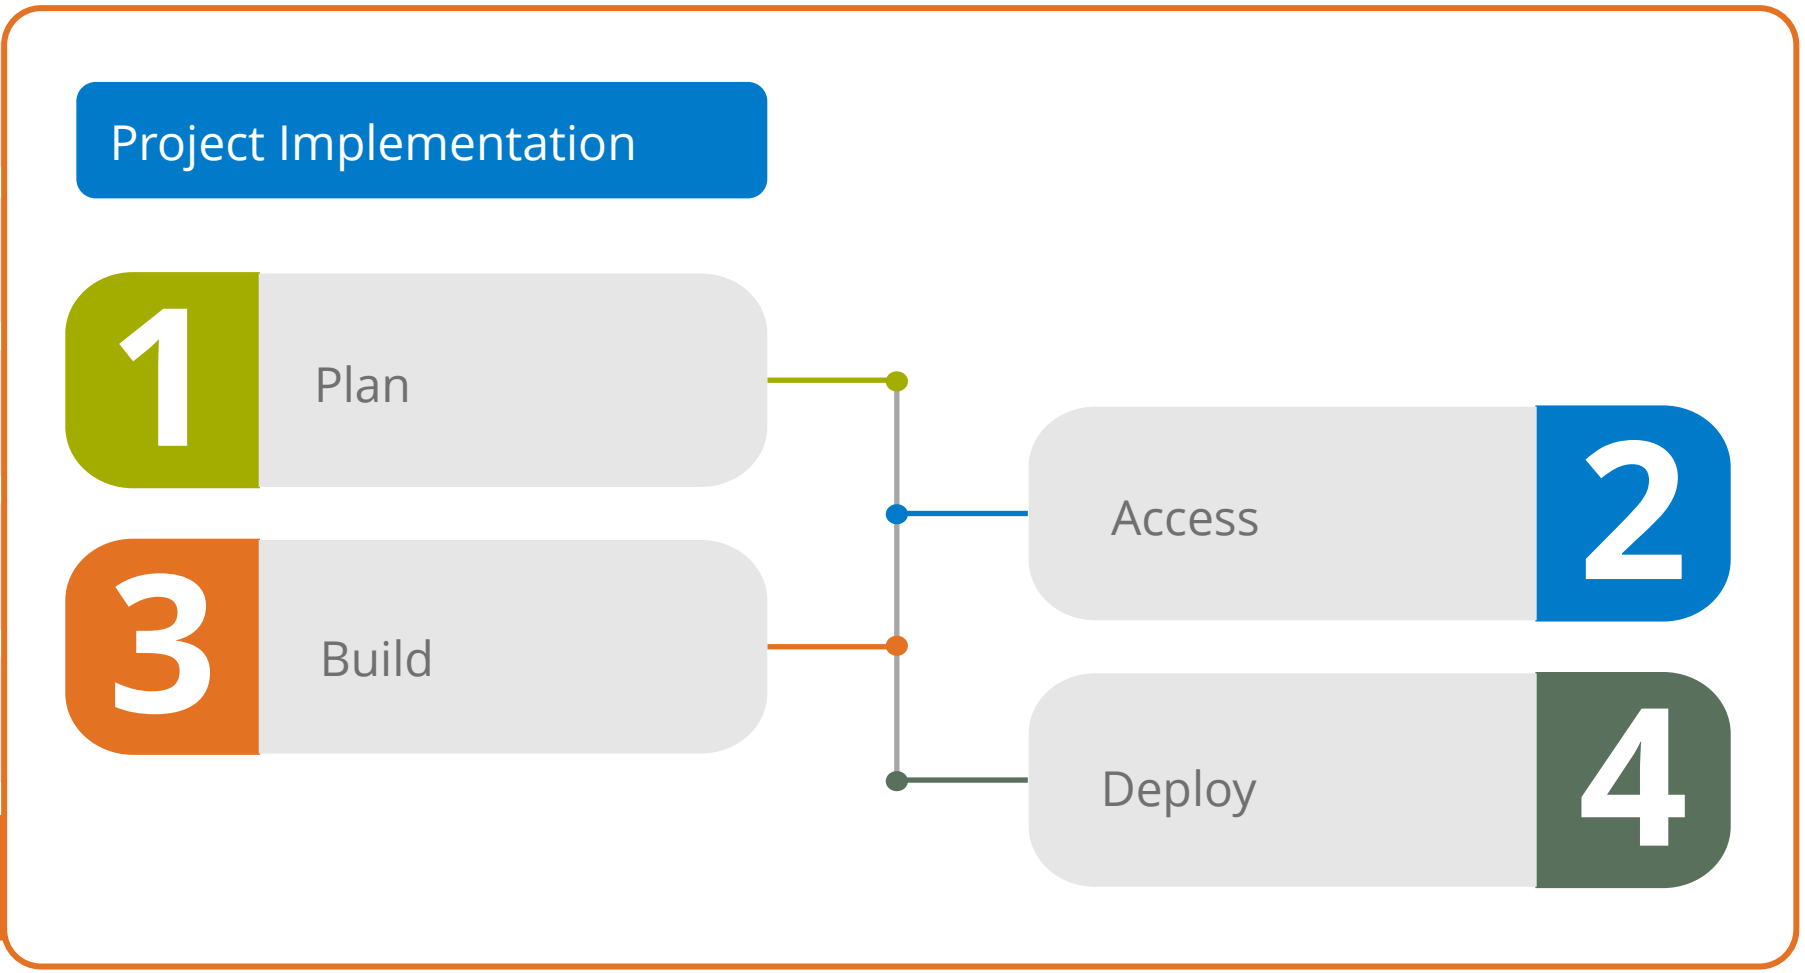 Project Implementation
1
Plan
2
Access
3
Build
4
Deploy